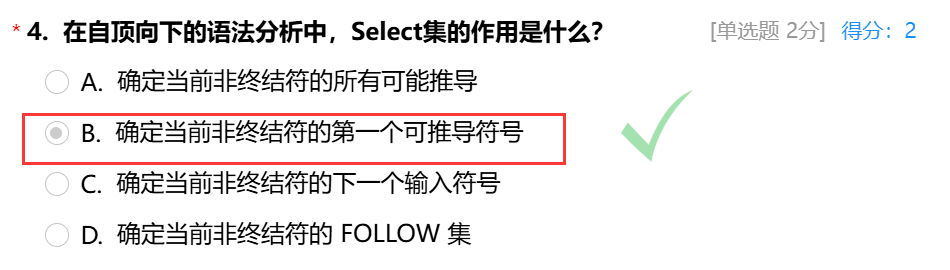 * 4. 在自顶向下的语法分析中，Select集的作用是什么？ [单选题 2分] 得分：2
A. 确定当前非终结符的所有可能推导
B. 确定当前非终结符的第一个可推导符号
C. 确定当前非终结符的下一个输入符号
D. 确定当前非终结符的 FOLLOW 集